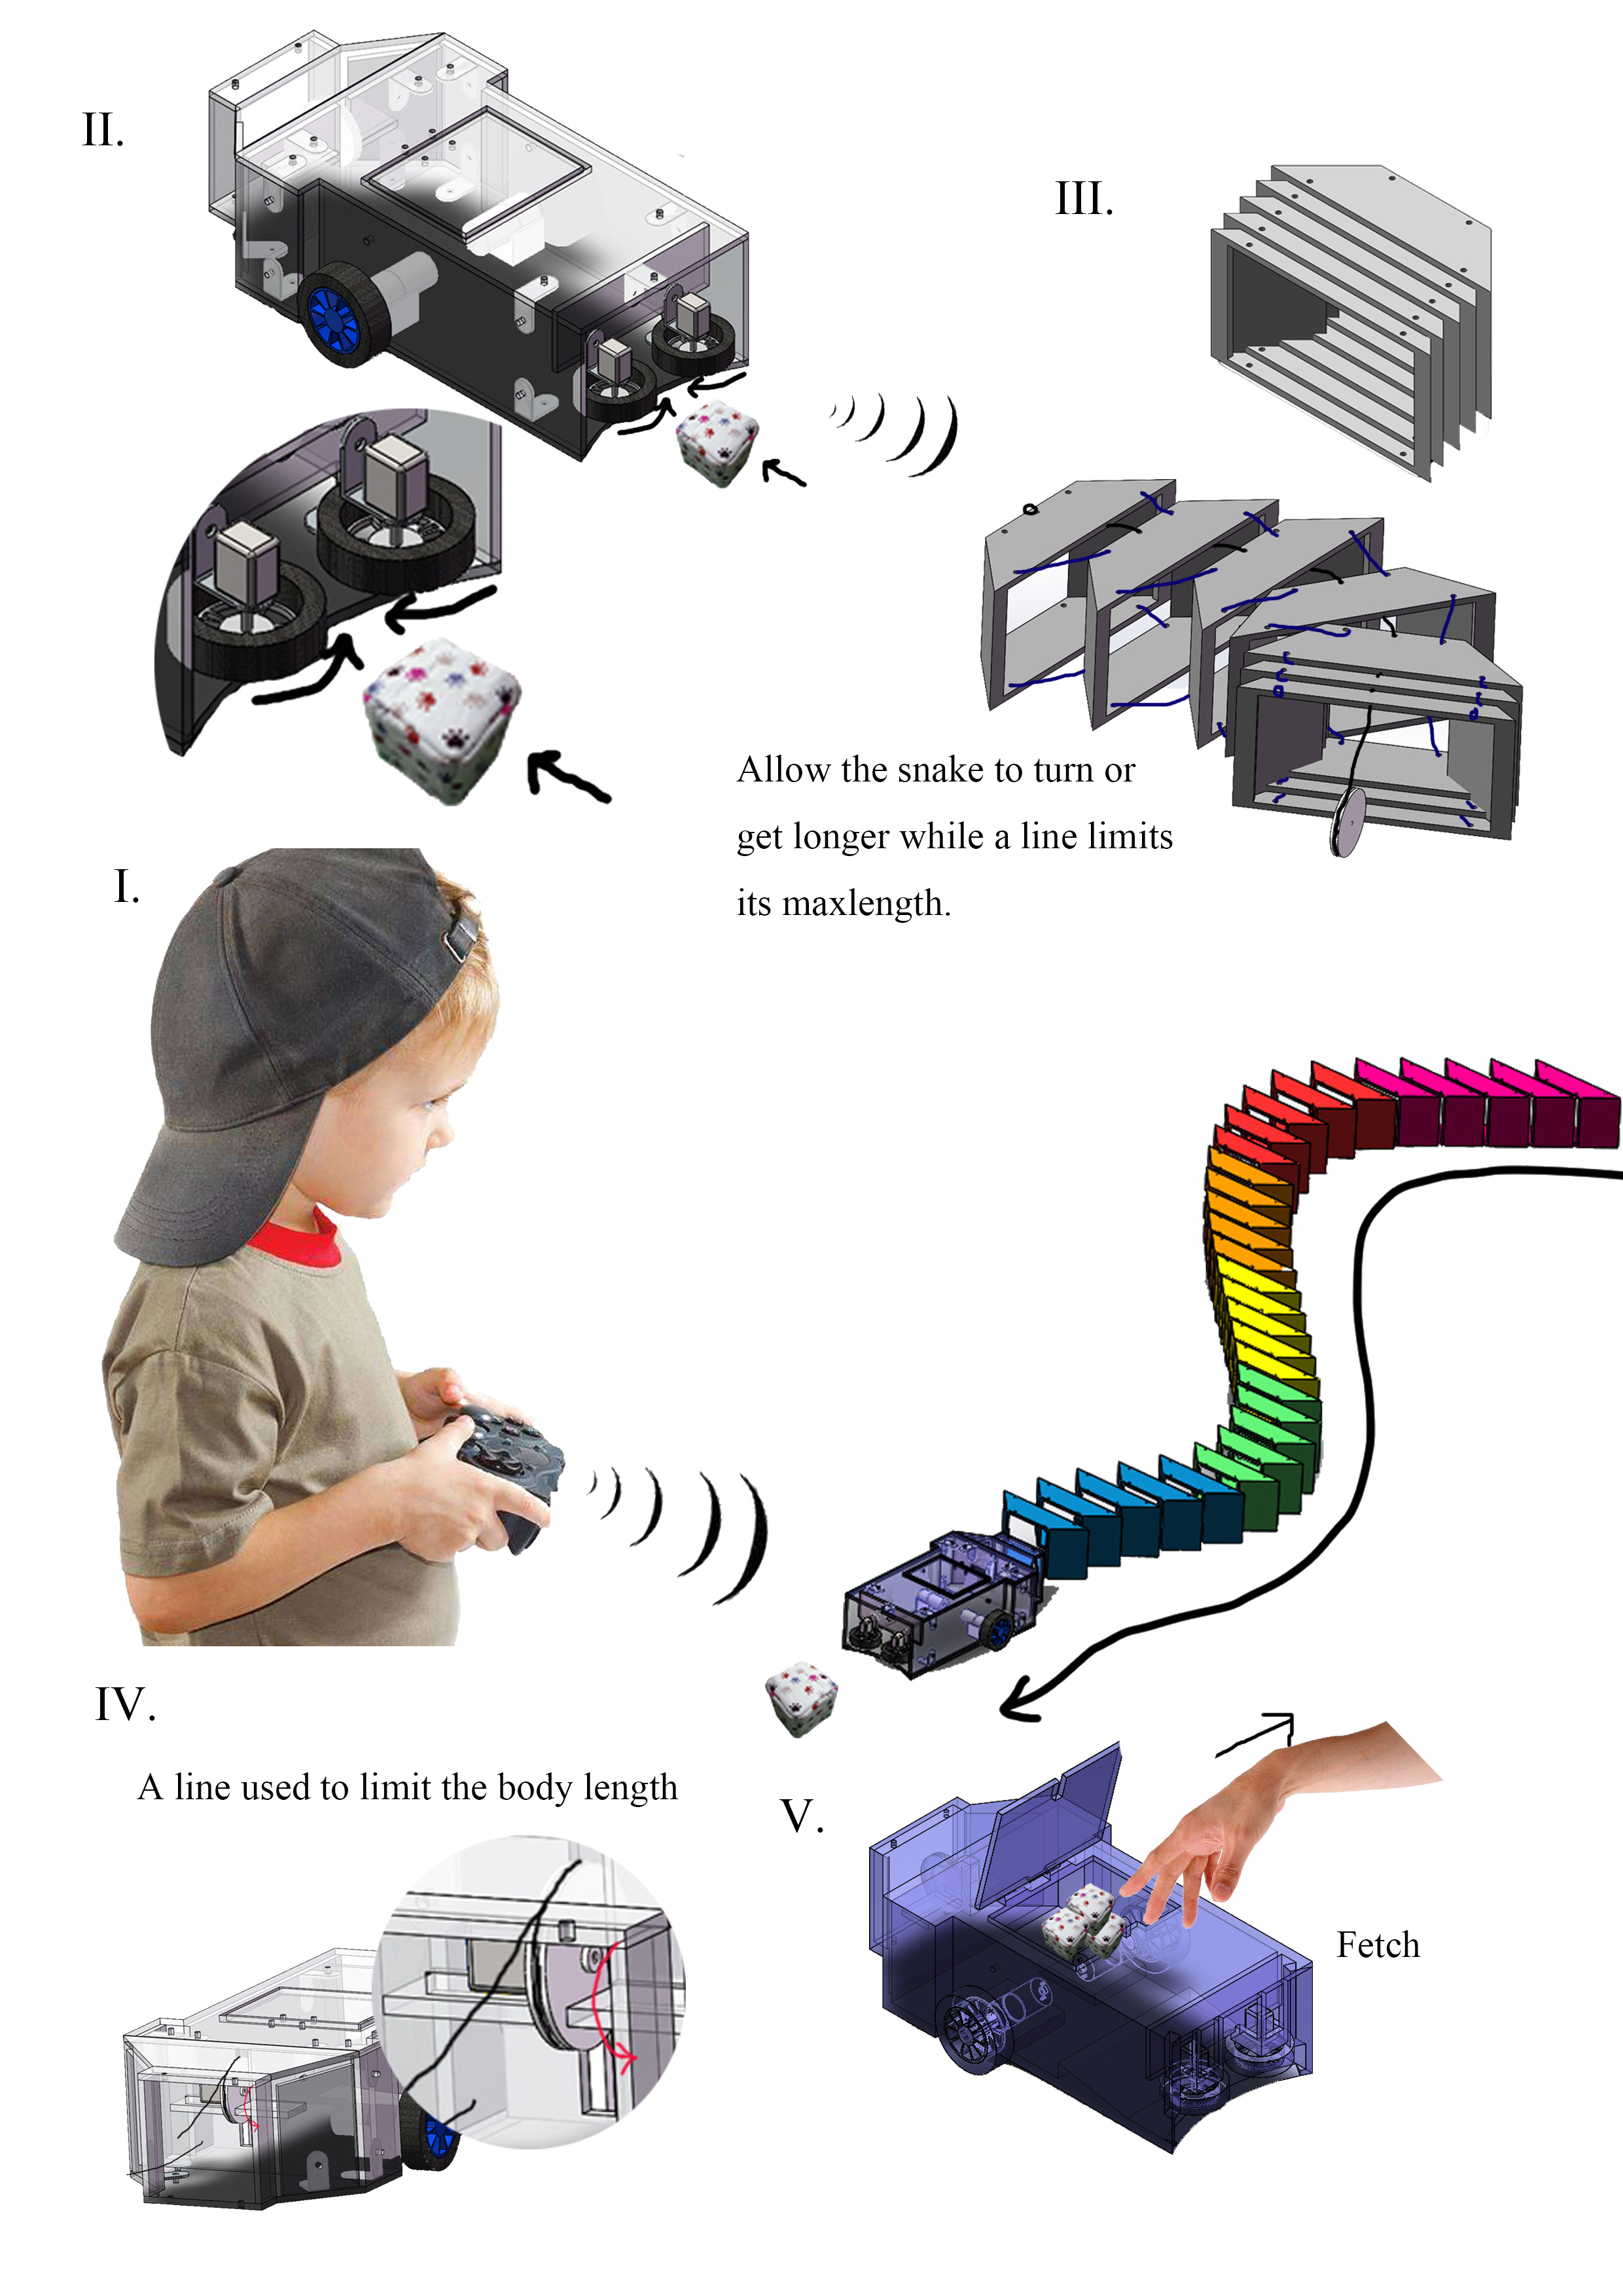 II.
III.
Allow the snake to turn or
get longer while a line limits
its maxlength.
I.
IV.
A line used to limit the body length
V.
Fetch